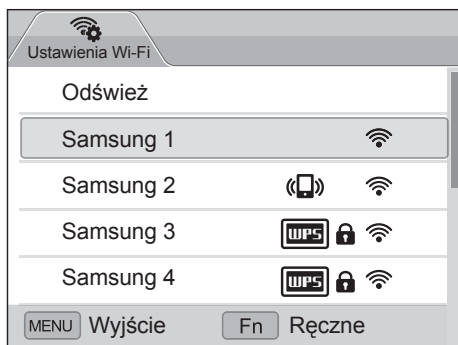 Ustawienia Wi-Fi
Odśwież
Samsung 1
Samsung 2
Samsung 3 WPS
Samsung 4 WPS
MENU Wyjście Fn Ręczne